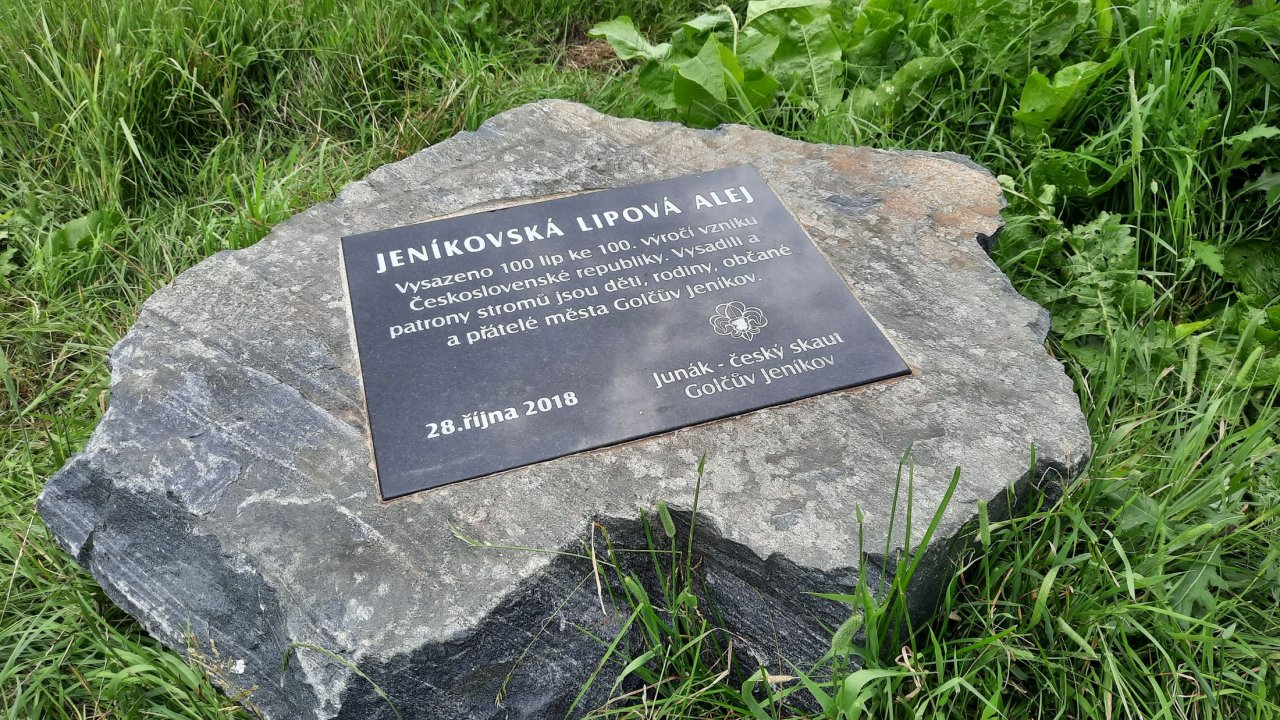 JENÍKOVSKÁ LIPOVÁ ALEJ
Vysazeno 100 lip ke 100. výročí vzniku
Československé republiky. Vysadili a
patrony stromů jsou děti, rodiny, občané
a přátelé města Golčův Jeníkov.
Junák - český skaut
Golčův Jeníkov
28.října 2018